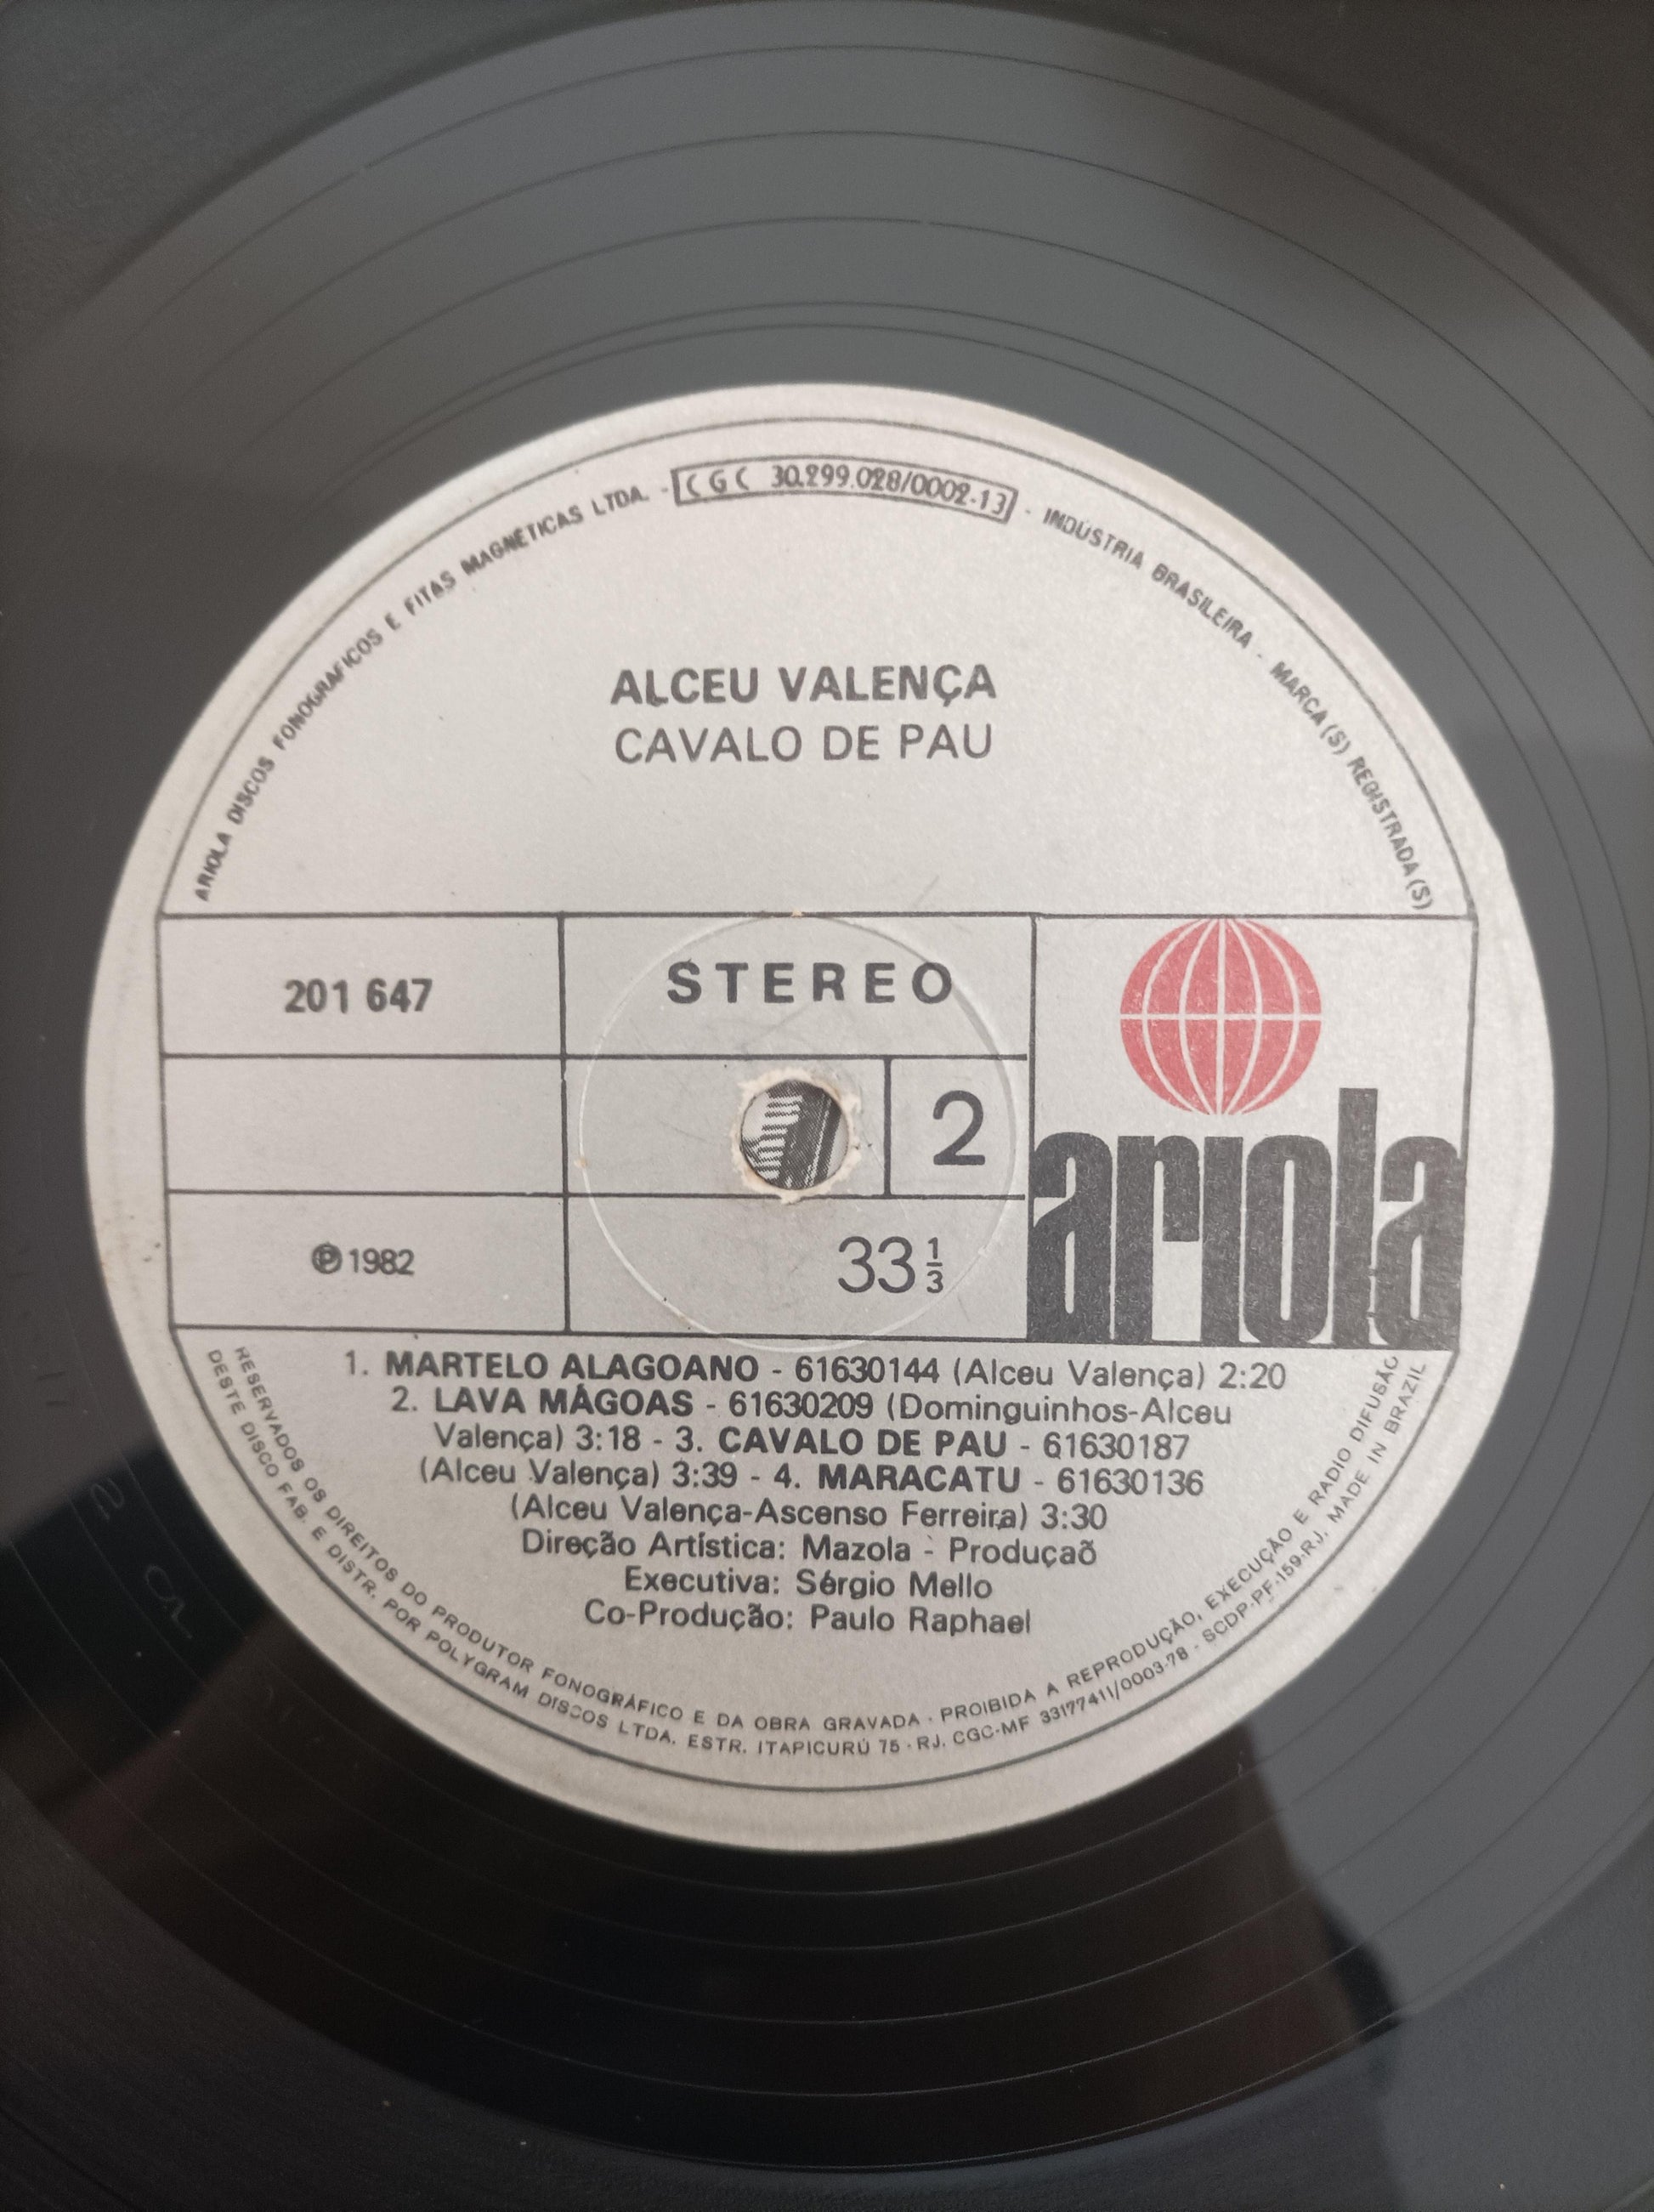 ARIOLA DISCOS FONOGRÁFICOS E FITAS MAGNÉTICAS LTDA. - CGC 30.299.028/0002-13 - INDÚSTRIA BRASILEIRA - MARCA(S) REGISTRADA(S)
ALCEU VALENÇA
CAVALO DE PAU
201 647
STEREO
2
℗1982
33 1/3
ariola
1. MARTELO ALAGOANO - 61630144 (Alceu Valença) 2:20
2. LAVA MÁGOAS - 61630209 (Dominguinhos-Alceu
Valença) 3:18 - 3. CAVALO DE PAU - 61630187
(Alceu Valença) 3:39 - 4. MARACATU - 61630136
(Alceu Valença-Ascenso Ferreira) 3:30
Direção Artística: Mazola - Produçaõ
Executiva: Sérgio Mello
Co-Produção: Paulo Raphael
RESERVADOS OS DIREITOS DO PRODUTOR FONOGRÁFICO E DA OBRA GRAVADA · PROIBIDA A REPRODUÇÃO, EXECUÇÃO E RADIO DIFUSÃO
DESTE DISCO FAB. E DISTR. POR POLYGRAM DISCOS LTDA. ESTR. ITAPICURÚ 75 - RJ. CGC-MF 33177411/0003-78 - SCDP-PF-159-RJ. MADE IN BRAZIL